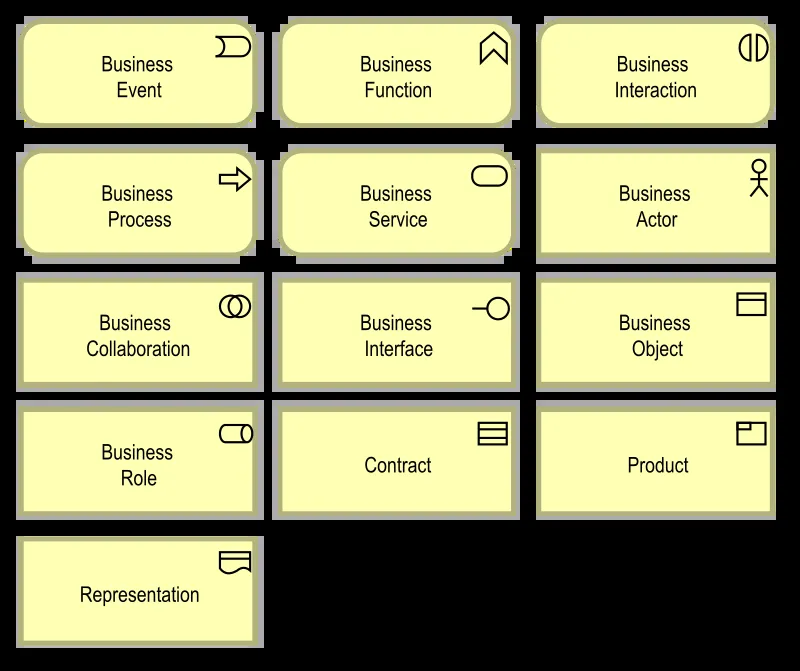 Business
Event
Business
Function
Business
Interaction
Business
Process
Business
Service
Business
Actor
Business
Collaboration
Business
Interface
Business
Object
Business
Role
Contract
Product
Representation